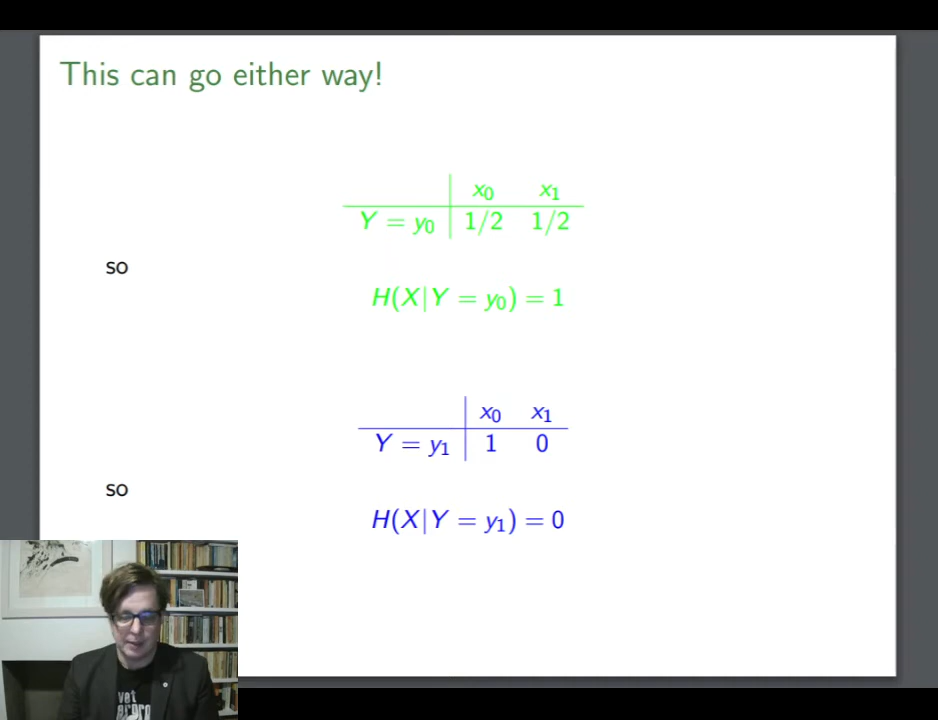 This can go either way!
x₀ x₁
Y = y₀ 1/2 1/2
so
H(X|Y = y₀) = 1
x₀ x₁
Y = y₁ 1 0
so
H(X|Y = y₁) = 0